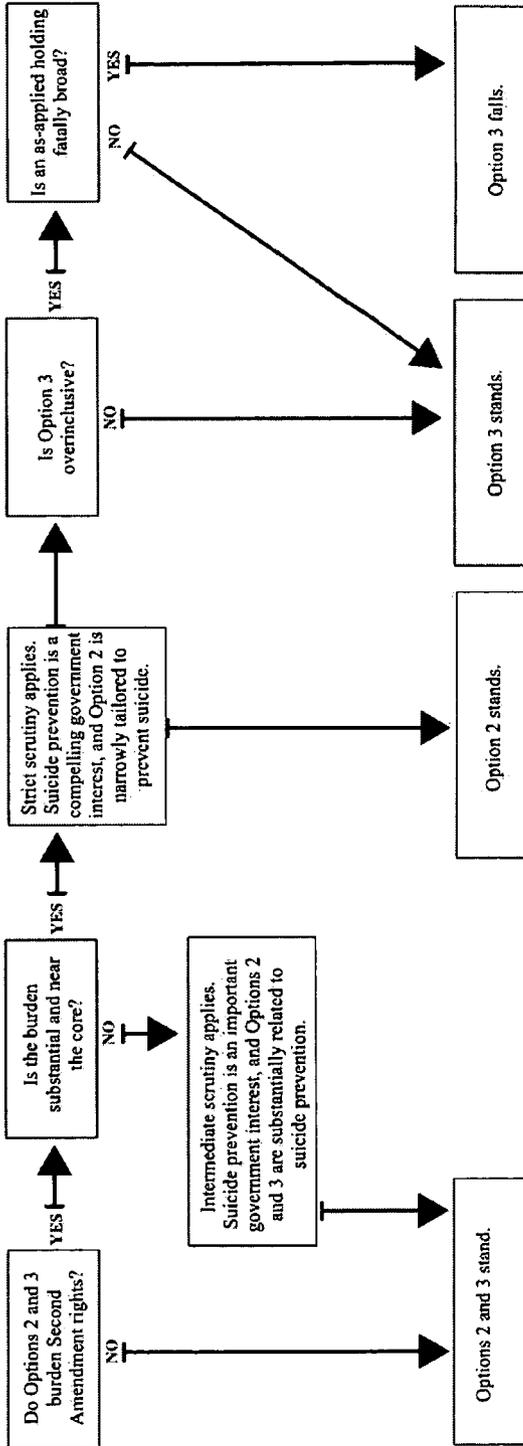 Do Options 2 and 3
burden Second
Amendment rights?
YES
NO
Is the burden
substantial and near
the core?
YES
NO
Intermediate scrutiny applies.
Suicide prevention is an important
government interest, and Options 2
and 3 are substantially related to
suicide prevention.
Options 2 and 3 stand.
Strict scrutiny applies.
Suicide prevention is a
compelling government
interest, and Option 2 is
narrowly tailored to
prevent suicide.
Option 2 stands.
Is Option 3
overinclusive?
YES
NO
Option 3 stands.
Is an as-applied holding
fatally broad?
NO
YES
Option 3 falls.